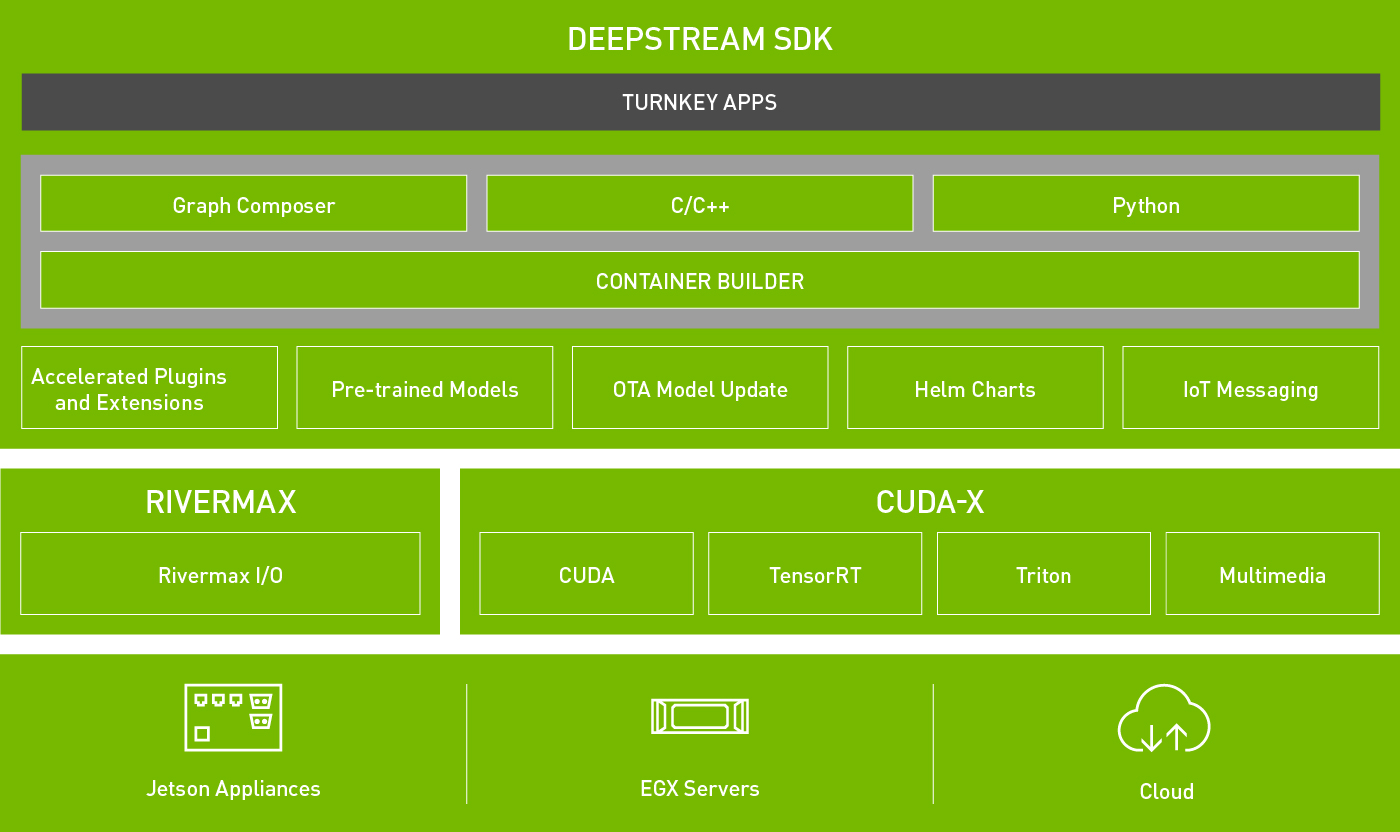 DEEPSTREAM SDK
TURNKEY APPS
Graph Composer
C/C++
Python
CONTAINER BUILDER
Accelerated Plugins
and Extensions
Pre-trained Models
OTA Model Update
Helm Charts
IoT Messaging
RIVERMAX
Rivermax I/O
CUDA-X
CUDA
TensorRT
Triton
Multimedia
Jetson Appliances
EGX Servers
Cloud